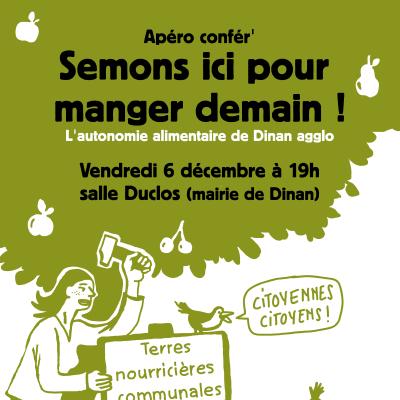 Apéro confér'
Semons ici pour
manger demain !
L'autonomie alimentaire de Dinan agglo
Vendredi 6 décembre à 19h
salle Duclos (mairie de Dinan)
CiTOYENNES
CiTOYENS !
Terres
nourricières
communales